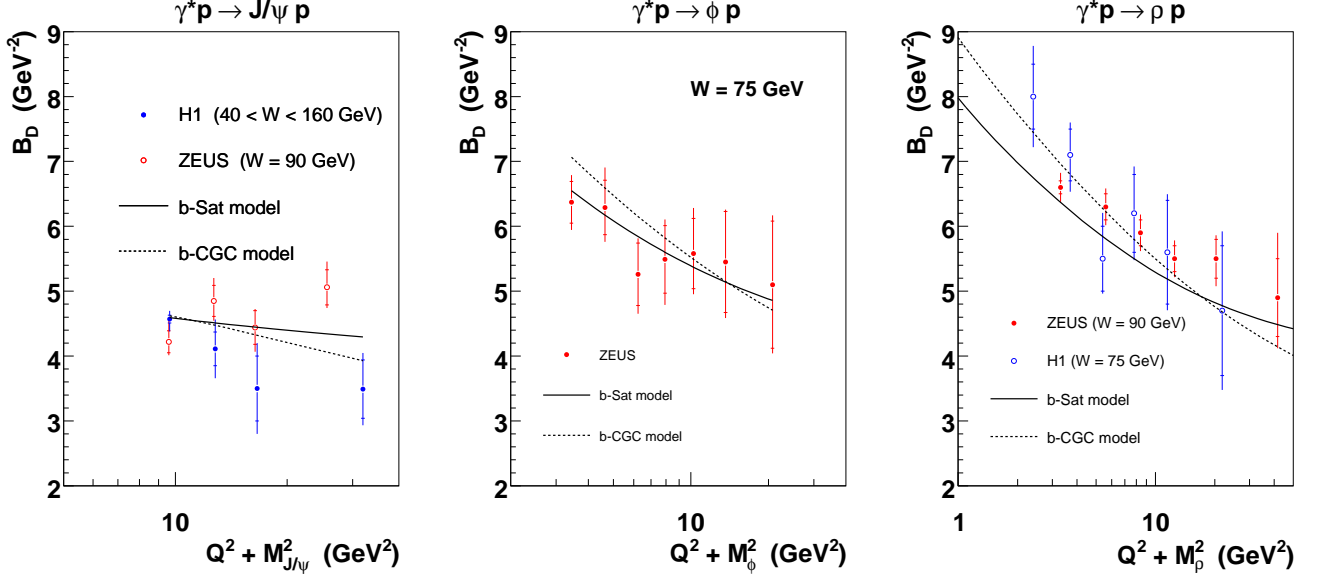 γ*p → J/ψ p
B_D (GeV⁻²)
9
8
7
6
5
4
3
2
H1 (40 < W < 160 GeV)
ZEUS (W = 90 GeV)
b-Sat model
b-CGC model
10
Q² + M²_J/ψ (GeV²)
γ*p → ϕ p
B_D (GeV⁻²)
9
8
7
6
5
4
3
2
W = 75 GeV
ZEUS
b-Sat model
b-CGC model
10
Q² + M²_ϕ (GeV²)
γ*p → ρ p
B_D (GeV⁻²)
9
8
7
6
5
4
3
2
ZEUS (W = 90 GeV)
H1 (W = 75 GeV)
b-Sat model
b-CGC model
1 10
Q² + M²_ρ (GeV²)